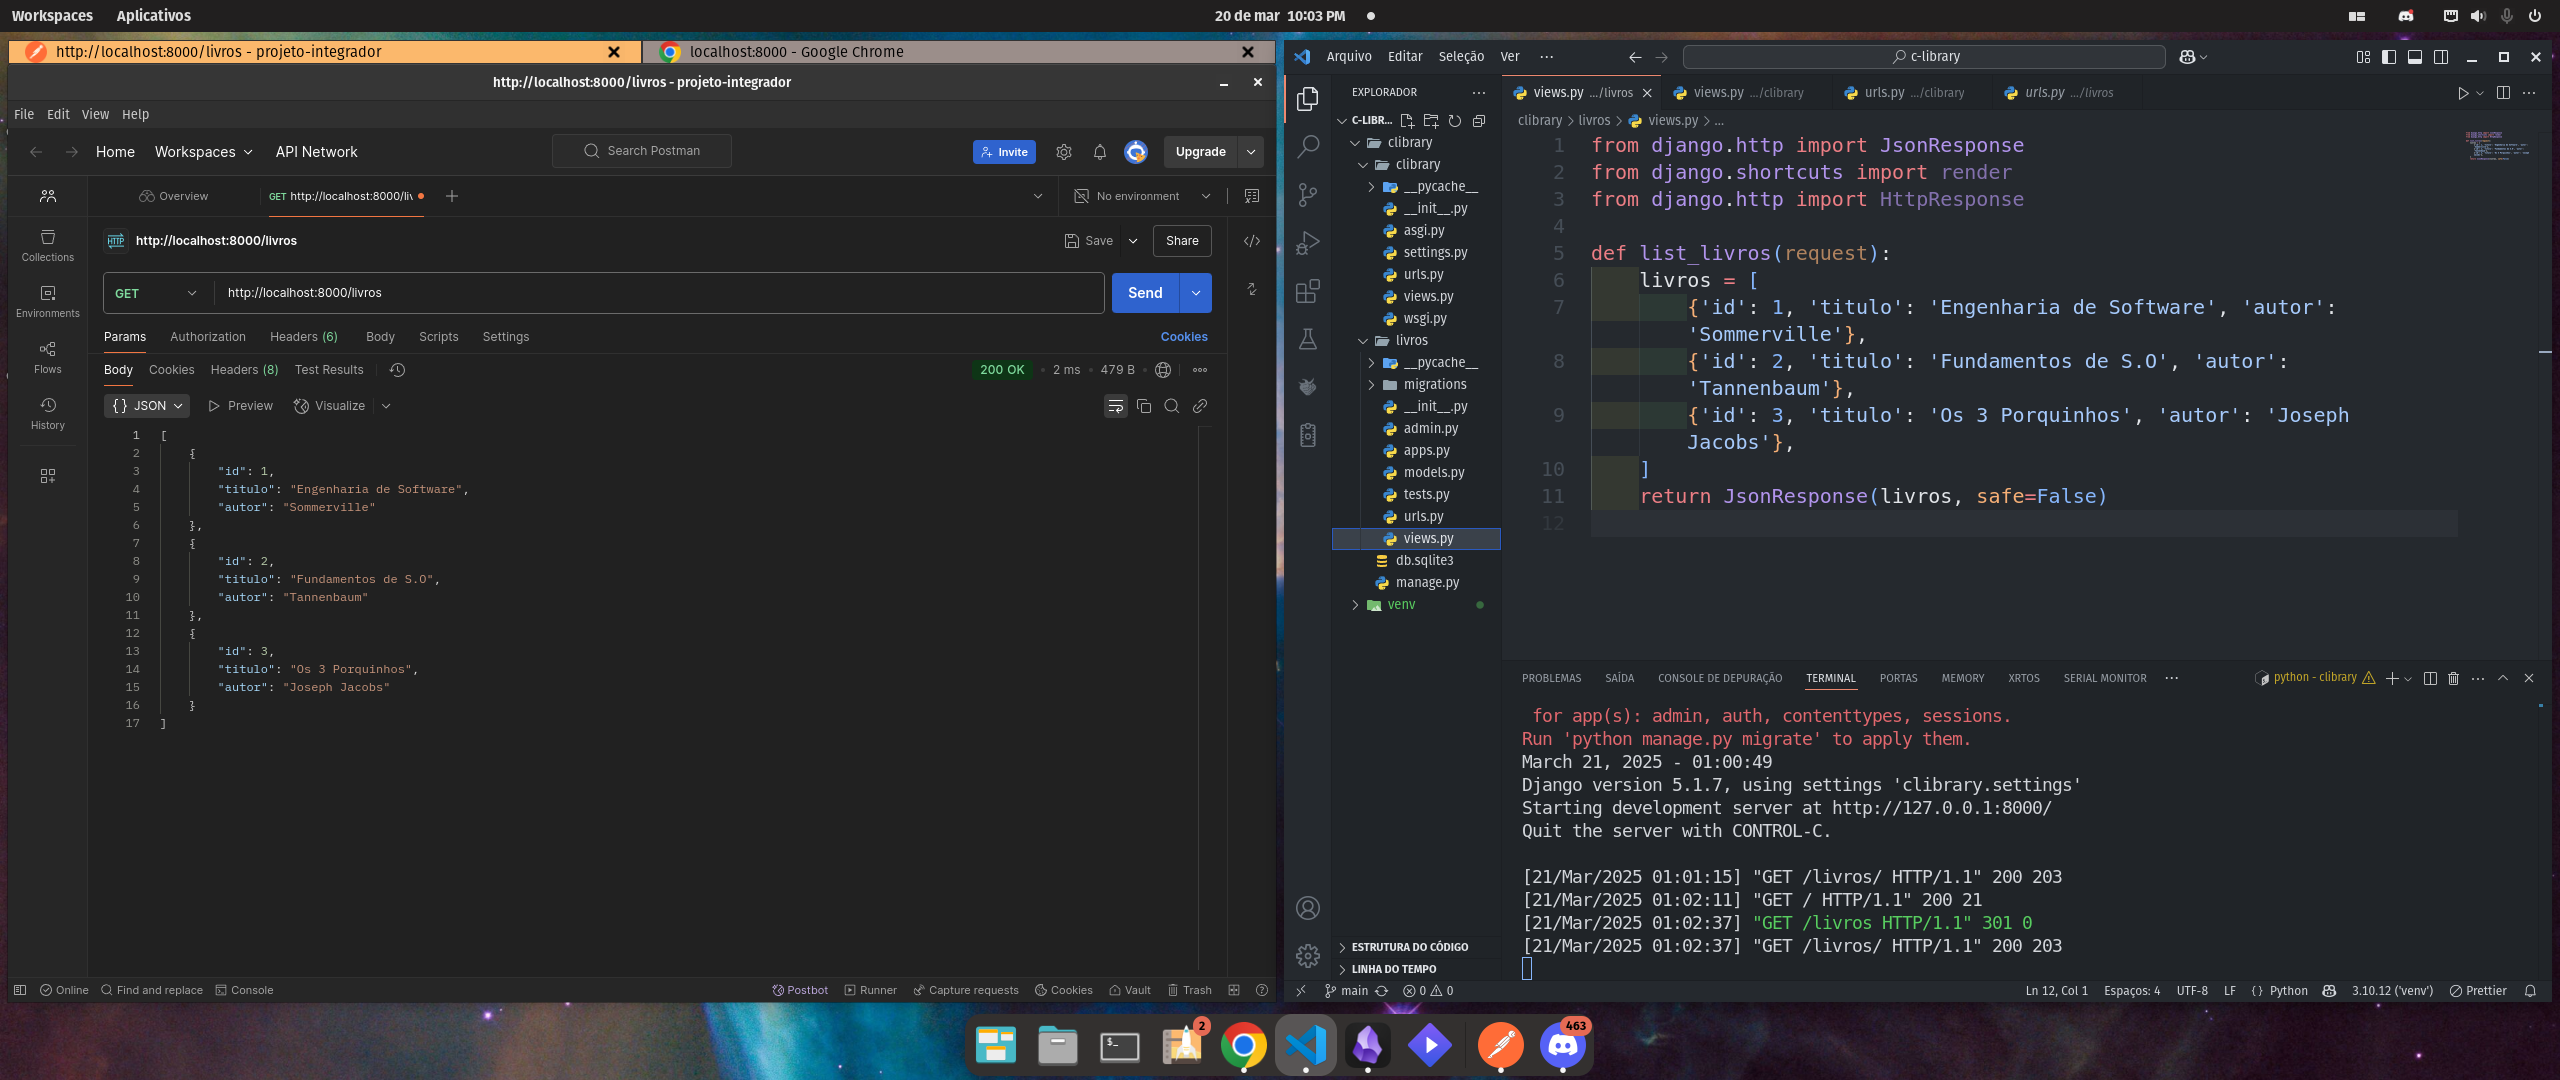 Workspaces Aplicativos
20 de mar 10:03 PM
http://localhost:8000/livros - projeto-integrador
localhost:8000 - Google Chrome
http://localhost:8000/livros - projeto-integrador
File Edit View Help
Home Workspaces API Network
Search Postman
Invite
Upgrade
Overview
GET http://localhost:8000/liv
No environment
HTTP http://localhost:8000/livros
Save Share
GET http://localhost:8000/livros
Send
Params Authorization Headers (6) Body Scripts Settings
Cookies
Body Cookies Headers (8) Test Results
200 OK 2 ms 479 B
{} JSON Preview Visualize
Collections
Environments
Flows
History
1 [
2 {
3 "id": 1,
4 "titulo": "Engenharia de Software",
5 "autor": "Sommerville"
6 },
7 {
8 "id": 2,
9 "titulo": "Fundamentos de S.O",
10 "autor": "Tannenbaum"
11 },
12 {
13 "id": 3,
14 "titulo": "Os 3 Porquinhos",
15 "autor": "Joseph Jacobs"
16 }
17 ]
Online Find and replace Console
Postbot Runner Capture requests Cookies Vault Trash
Arquivo Editar Seleção Ver ···
c-library
EXPLORADOR
C-LIBR...
clibrary
clibrary
__pycache__
__init__.py
asgi.py
settings.py
urls.py
views.py
wsgi.py
livros
__pycache__
migrations
__init__.py
admin.py
apps.py
models.py
tests.py
urls.py
views.py
db.sqlite3
manage.py
venv
ESTRUTURA DO CÓDIGO
LINHA DO TEMPO
views.py .../livros
views.py .../clibrary
urls.py .../clibrary
urls.py .../livros
clibrary > livros > views.py > ...
1 from django.http import JsonResponse
2 from django.shortcuts import render
3 from django.http import HttpResponse
4
5 def list_livros(request):
6 livros = [
7 {'id': 1, 'titulo': 'Engenharia de Software', 'autor':
'Sommerville'},
8 {'id': 2, 'titulo': 'Fundamentos de S.O', 'autor':
'Tannenbaum'},
9 {'id': 3, 'titulo': 'Os 3 Porquinhos', 'autor': 'Joseph
Jacobs'},
10 ]
11 return JsonResponse(livros, safe=False)
12
PROBLEMAS SAÍDA CONSOLE DE DEPURAÇÃO TERMINAL PORTAS MEMORY XRTOS SERIAL MONITOR ···
python - clibrary
for app(s): admin, auth, contenttypes, sessions.
Run 'python manage.py migrate' to apply them.
March 21, 2025 - 01:00:49
Django version 5.1.7, using settings 'clibrary.settings'
Starting development server at http://127.0.0.1:8000/
Quit the server with CONTROL-C.
[21/Mar/2025 01:01:15] "GET /livros/ HTTP/1.1" 200 203
[21/Mar/2025 01:02:11] "GET / HTTP/1.1" 200 21
[21/Mar/2025 01:02:37] "GET /livros HTTP/1.1" 301 0
[21/Mar/2025 01:02:37] "GET /livros/ HTTP/1.1" 200 203
main 0 0
Ln 12, Col 1 Espaços: 4 UTF-8 LF {} Python 3.10.12 ('venv') Prettier
$_ 2 463